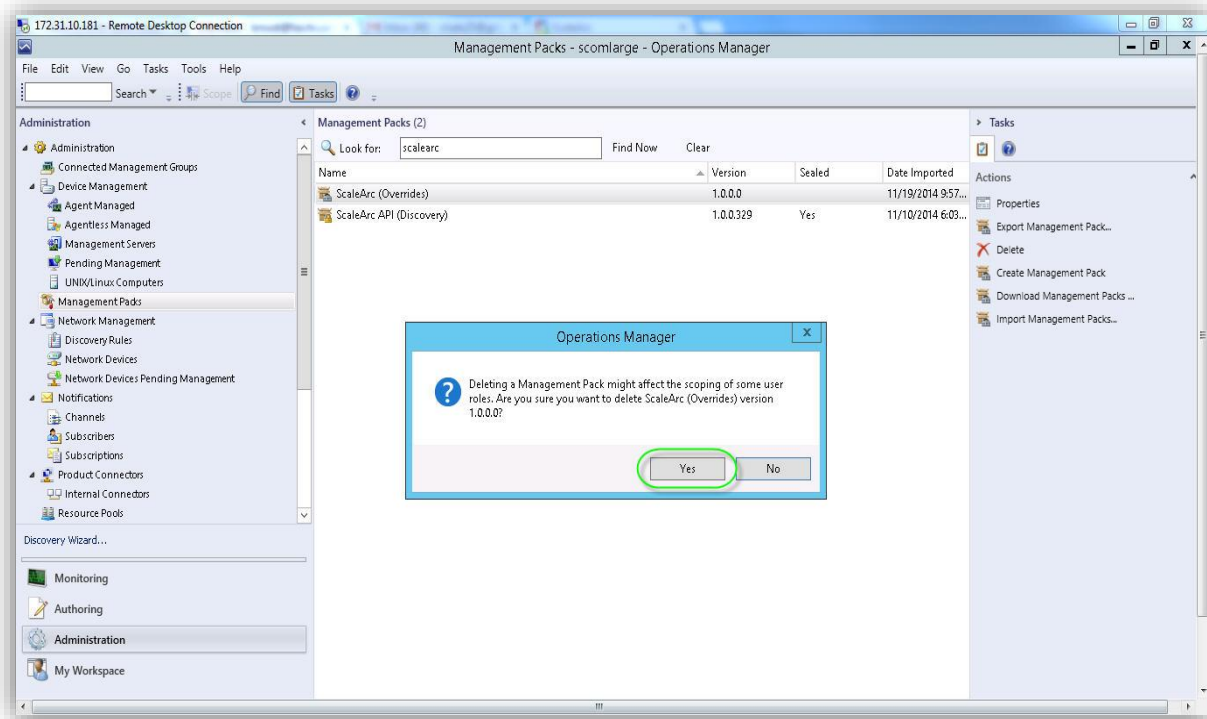 172.31.10.181 - Remote Desktop Connection
Management Packs - scomlarge - Operations Manager
File Edit View Go Tasks Tools Help
Search Scope Find Tasks
Administration
Administration
Connected Management Groups
Device Management
Agent Managed
Agentless Managed
Management Servers
Pending Management
UNIX/Linux Computers
Management Packs
Network Management
Discovery Rules
Network Devices
Network Devices Pending Management
Notifications
Channels
Subscribers
Subscriptions
Product Connectors
Internal Connectors
Resource Pools
Discovery Wizard...
Monitoring
Authoring
Administration
My Workspace
Management Packs (2)
Look for: scalearc Find Now Clear
Name Version Sealed Date Imported
ScaleArc (Overrides) 1.0.0.0 11/19/2014 9:57...
ScaleArc API (Discovery) 1.0.0.329 Yes 11/10/2014 6:03...
Operations Manager
Deleting a Management Pack might affect the scoping of some user
roles. Are you sure you want to delete ScaleArc (Overrides) version
1.0.0.0?
Yes No
Tasks
Actions
Properties
Export Management Pack...
Delete
Create Management Pack
Download Management Packs ...
Import Management Packs...